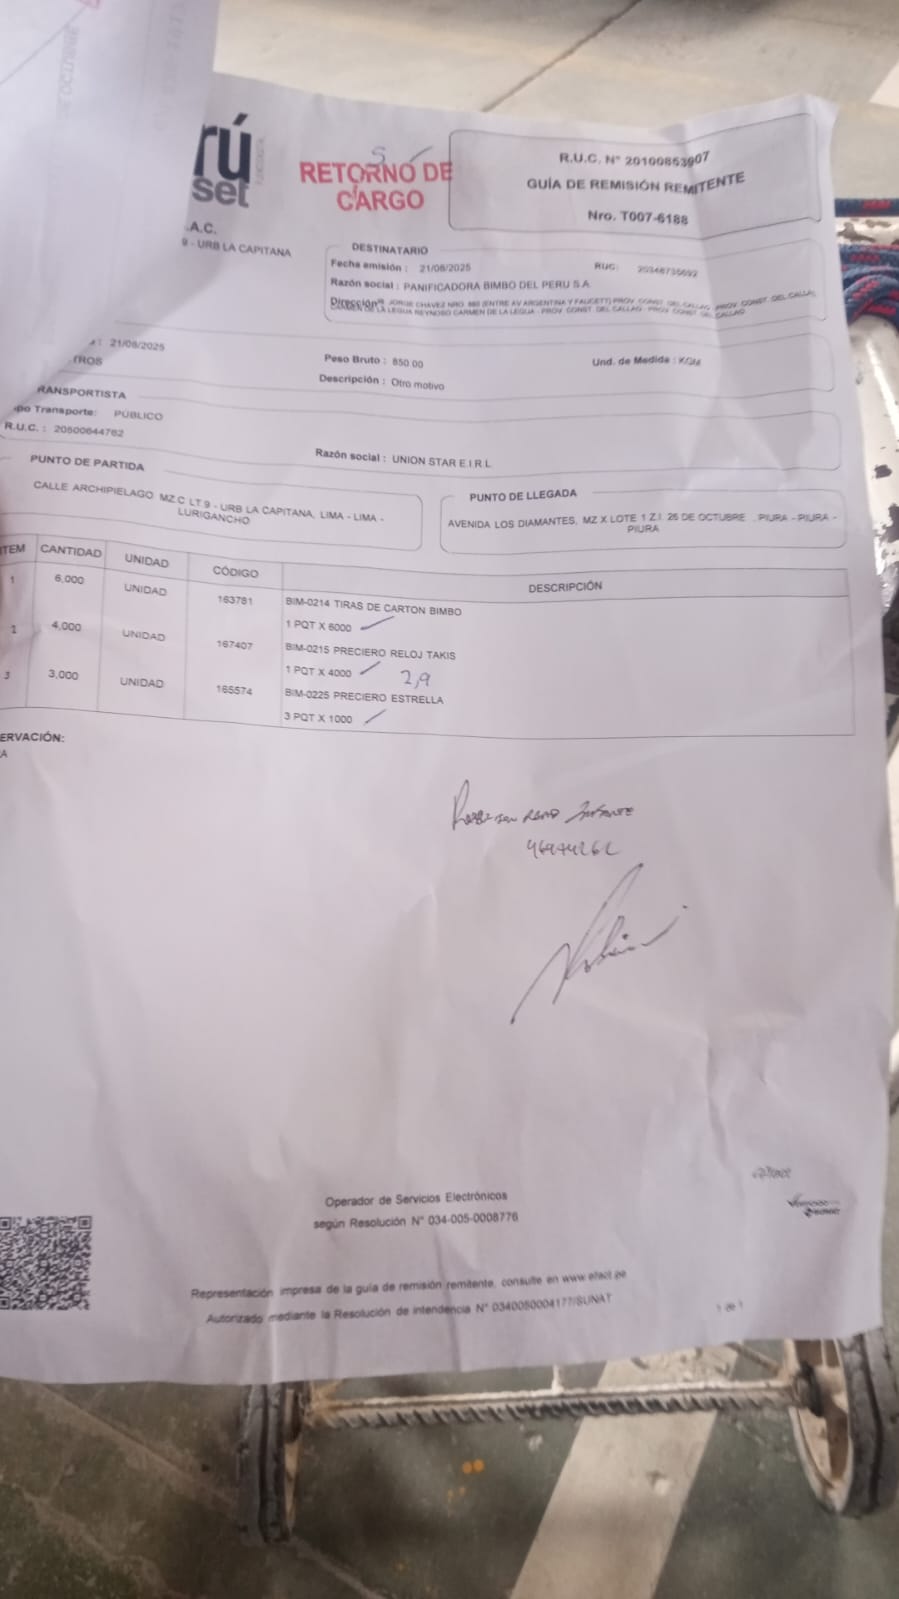 rú
set
RETORNO DE
CARGO
R.U.C. N° 20100853907
GUÍA DE REMISIÓN REMITENTE
Nro. T007-6188
.A.C.
9 - URB LA CAPITANA
DESTINATARIO
Fecha emisión : 21/08/2025
RUC:
Razón social : PANIFICADORA BIMBO DEL PERU S.A.
Dirección
21/08/2025
TROS
Peso Bruto : 850.00
Und. de Medida : KGM
Descripción : Otro motivo
RANSPORTISTA
po Transporte: PÚBLICO
R.U.C. : 20600644762
Razón social : UNION STAR E.I.R.L
PUNTO DE PARTIDA
CALLE ARCHIPIELAGO MZ.C LT.9 - URB LA CAPITANA, LIMA - LIMA -
LURIGANCHO
PUNTO DE LLEGADA
AVENIDA LOS DIAMANTES, MZ X LOTE 1 Z.I. 26 DE OCTUBRE . PIURA - PIURA -
PIURA
ITEM CANTIDAD UNIDAD CÓDIGO DESCRIPCIÓN
1 6,000 UNIDAD 163781 BIM-0214 TIRAS DE CARTON BIMBO
1 PQT X 6000
2 4,000 UNIDAD 167407 BIM-0215 PRECIERO RELOJ TAKIS
1 PQT X 4000 2,9
3 3,000 UNIDAD 165574 BIM-0225 PRECIERO ESTRELLA
3 PQT X 1000
ERVACIÓN:
A
Operador de Servicios Electrónicos
según Resolución N° 034-005-0008776
Representación impresa de la guía de remisión remitente, consulte en www.efact.pe
Autorizado mediante la Resolución de intendencia N° 0340050004177/SUNAT
1 de 1